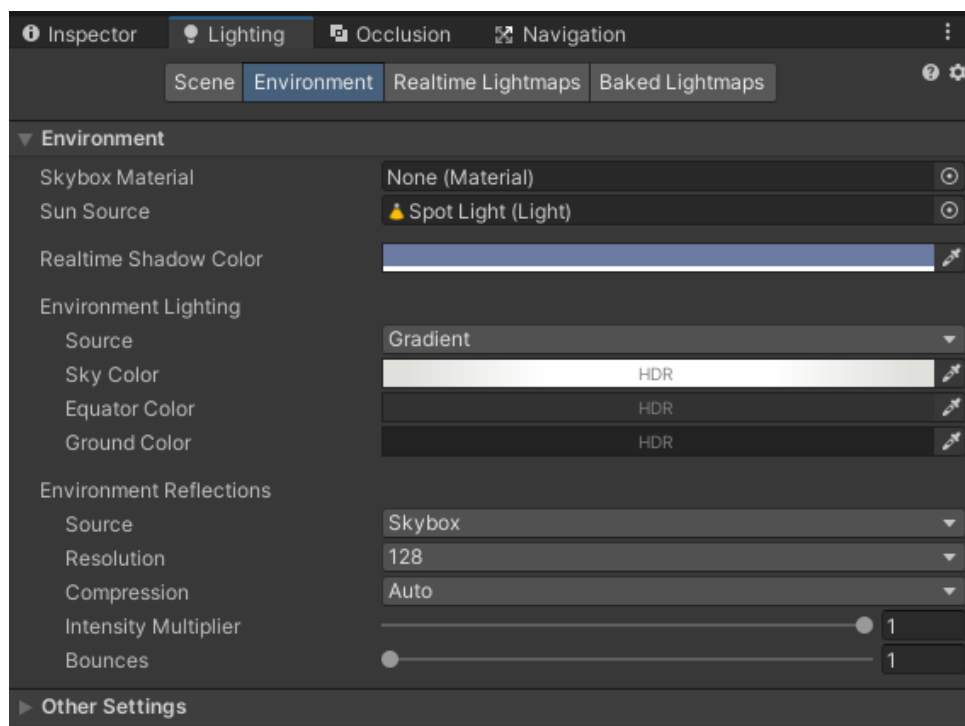 Inspector Lighting Occlusion Navigation
Scene Environment Realtime Lightmaps Baked Lightmaps
Environment
Skybox Material None (Material)
Sun Source Spot Light (Light)
Realtime Shadow Color
Environment Lighting
Source Gradient
Sky Color HDR
Equator Color HDR
Ground Color HDR
Environment Reflections
Source Skybox
Resolution 128
Compression Auto
Intensity Multiplier 1
Bounces 1
Other Settings